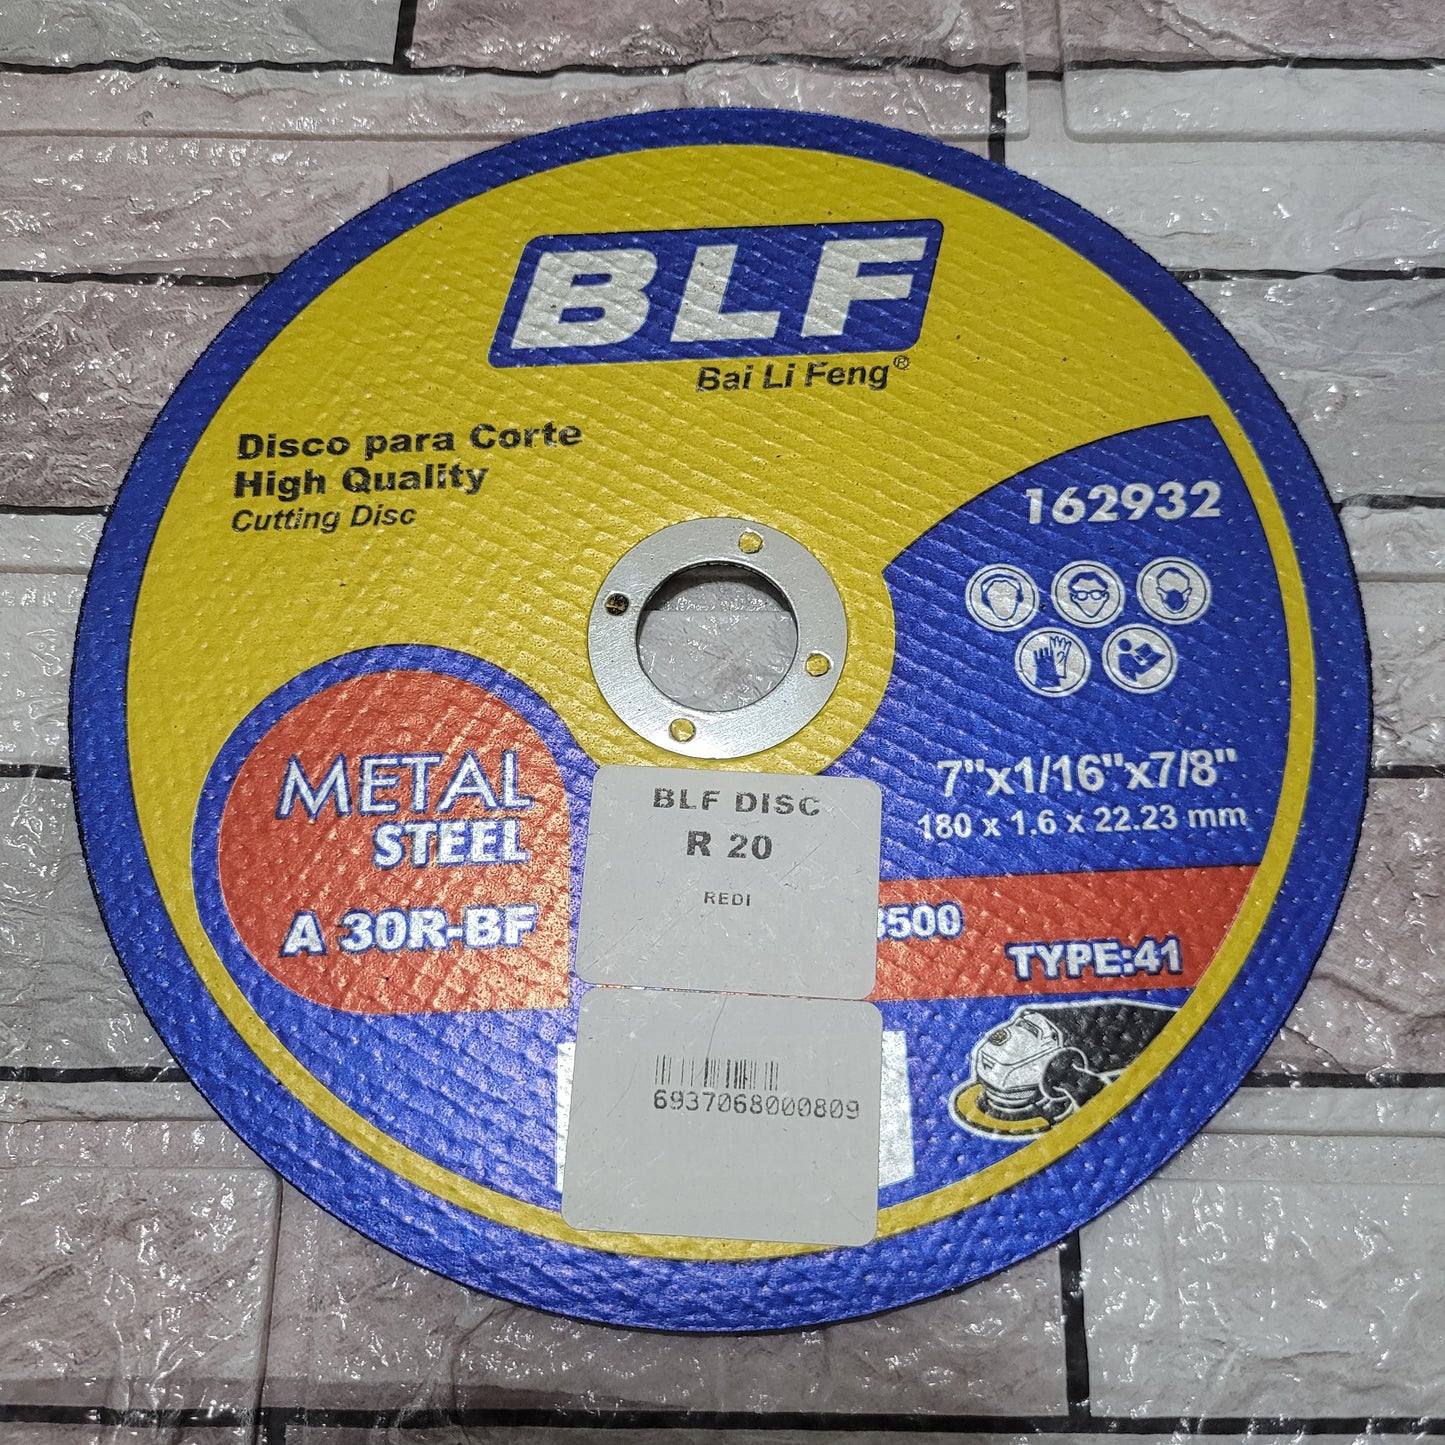 BLF
Bai Li Feng®
Disco para Corte
High Quality
Cutting Disc
162932
7"x1/16"x7/8"
180 x 1.6 x 22.23 mm
METAL
STEEL
A 30R-BF
BLF DISC
R 20
REDI
TYPE:41
6937068000809